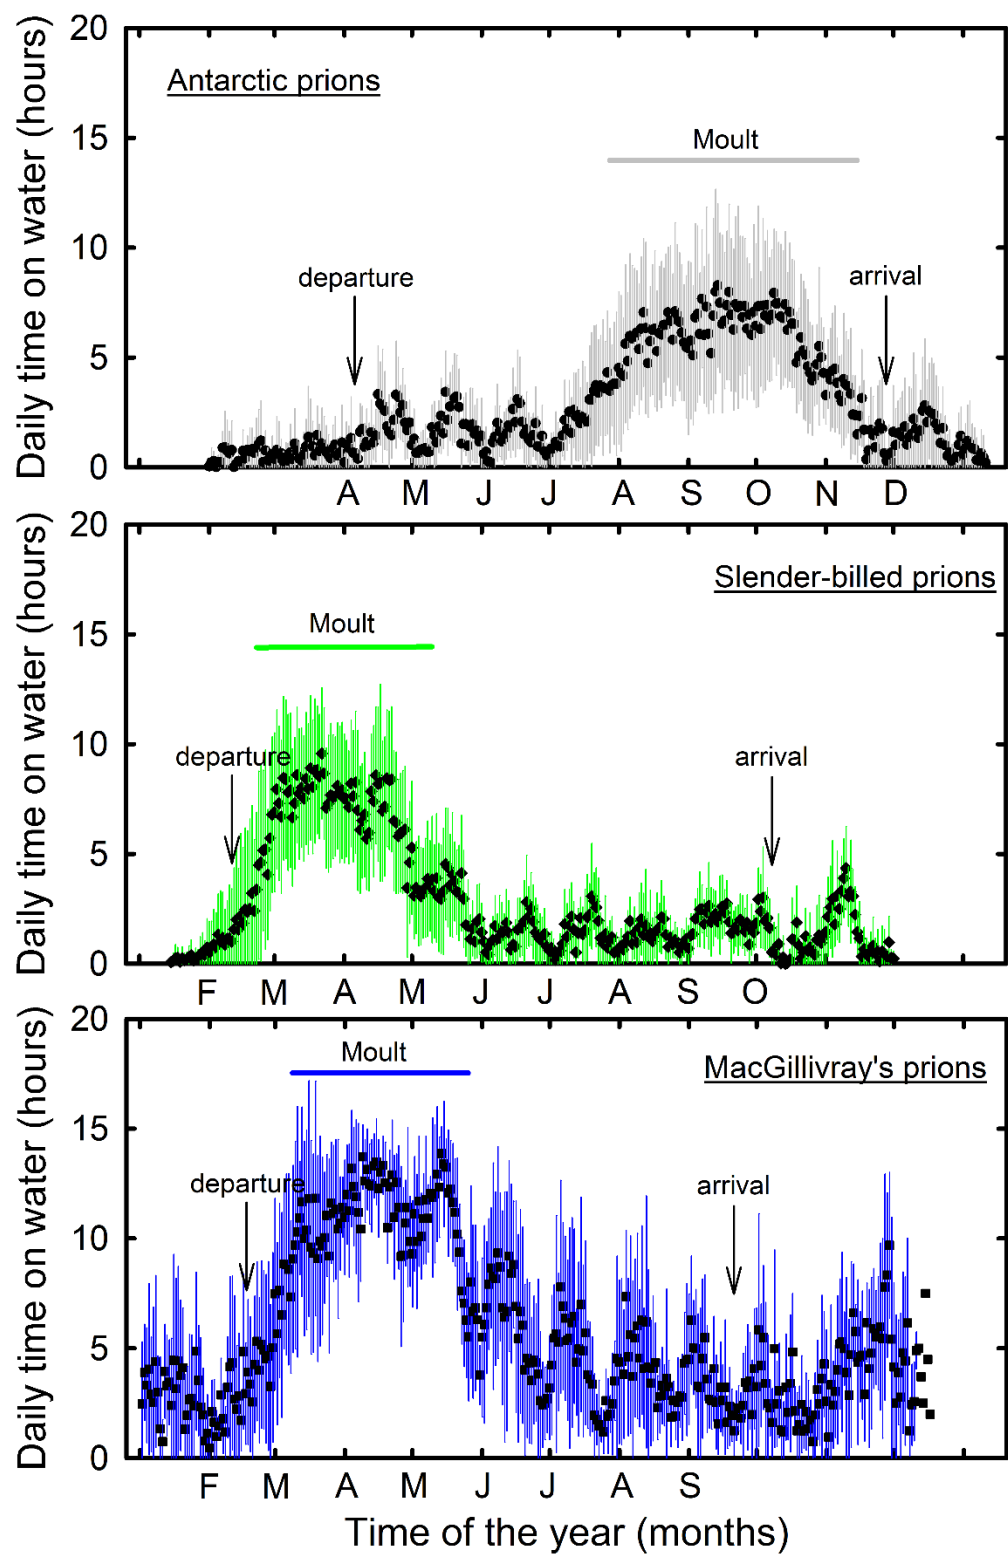 Daily time on water (hours)
20
15
10
5
0
Antarctic prions
Moult
departure
arrival
A M J J A S O N D
Daily time on water (hours)
20
15
10
5
0
Slender-billed prions
Moult
departure
arrival
F M A M J J A S O
Daily time on water (hours)
20
15
10
5
0
Moult
MacGillivray's prions
departure
arrival
F M A M J J A S
Time of the year (months)